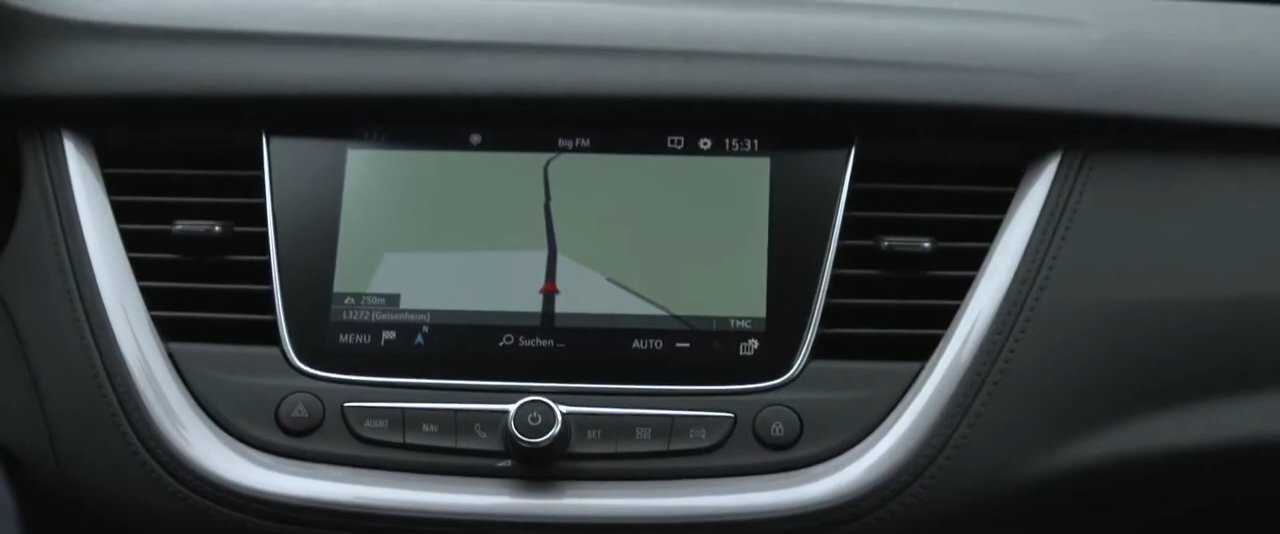 Big FM
15:31
250m
L3272 (Geisenheim)
TMC
MENU
N
Suchen ...
AUTO
AUDIO
NAV
SET